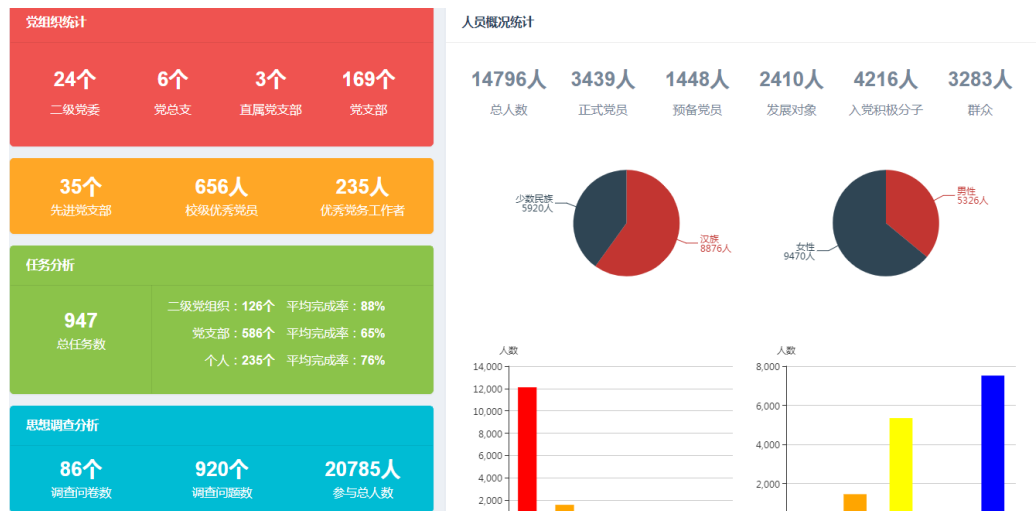 党组织统计
24个 6个 3个 169个
二级党委 党总支 直属党支部 党支部
35个 656人 235人
先进党支部 校级优秀党员 优秀党务工作者
任务分析
947
总任务数
二级党组织：126个 平均完成率：88%
党支部：586个 平均完成率：65%
个人：235个 平均完成率：76%
思想调查分析
86个 920个 20785人
调查问卷数 调查问题数 参与总人数
人员概况统计
14796人 3439人 1448人 2410人 4216人 3283人
总人数 正式党员 预备党员 发展对象 入党积极分子 群众
少数民族
5920人
汉族
8876人
男性
5326人
女性
9470人
人数
14,000
12,000
10,000
8,000
6,000
4,000
2,000
人数
8,000
6,000
4,000
2,000